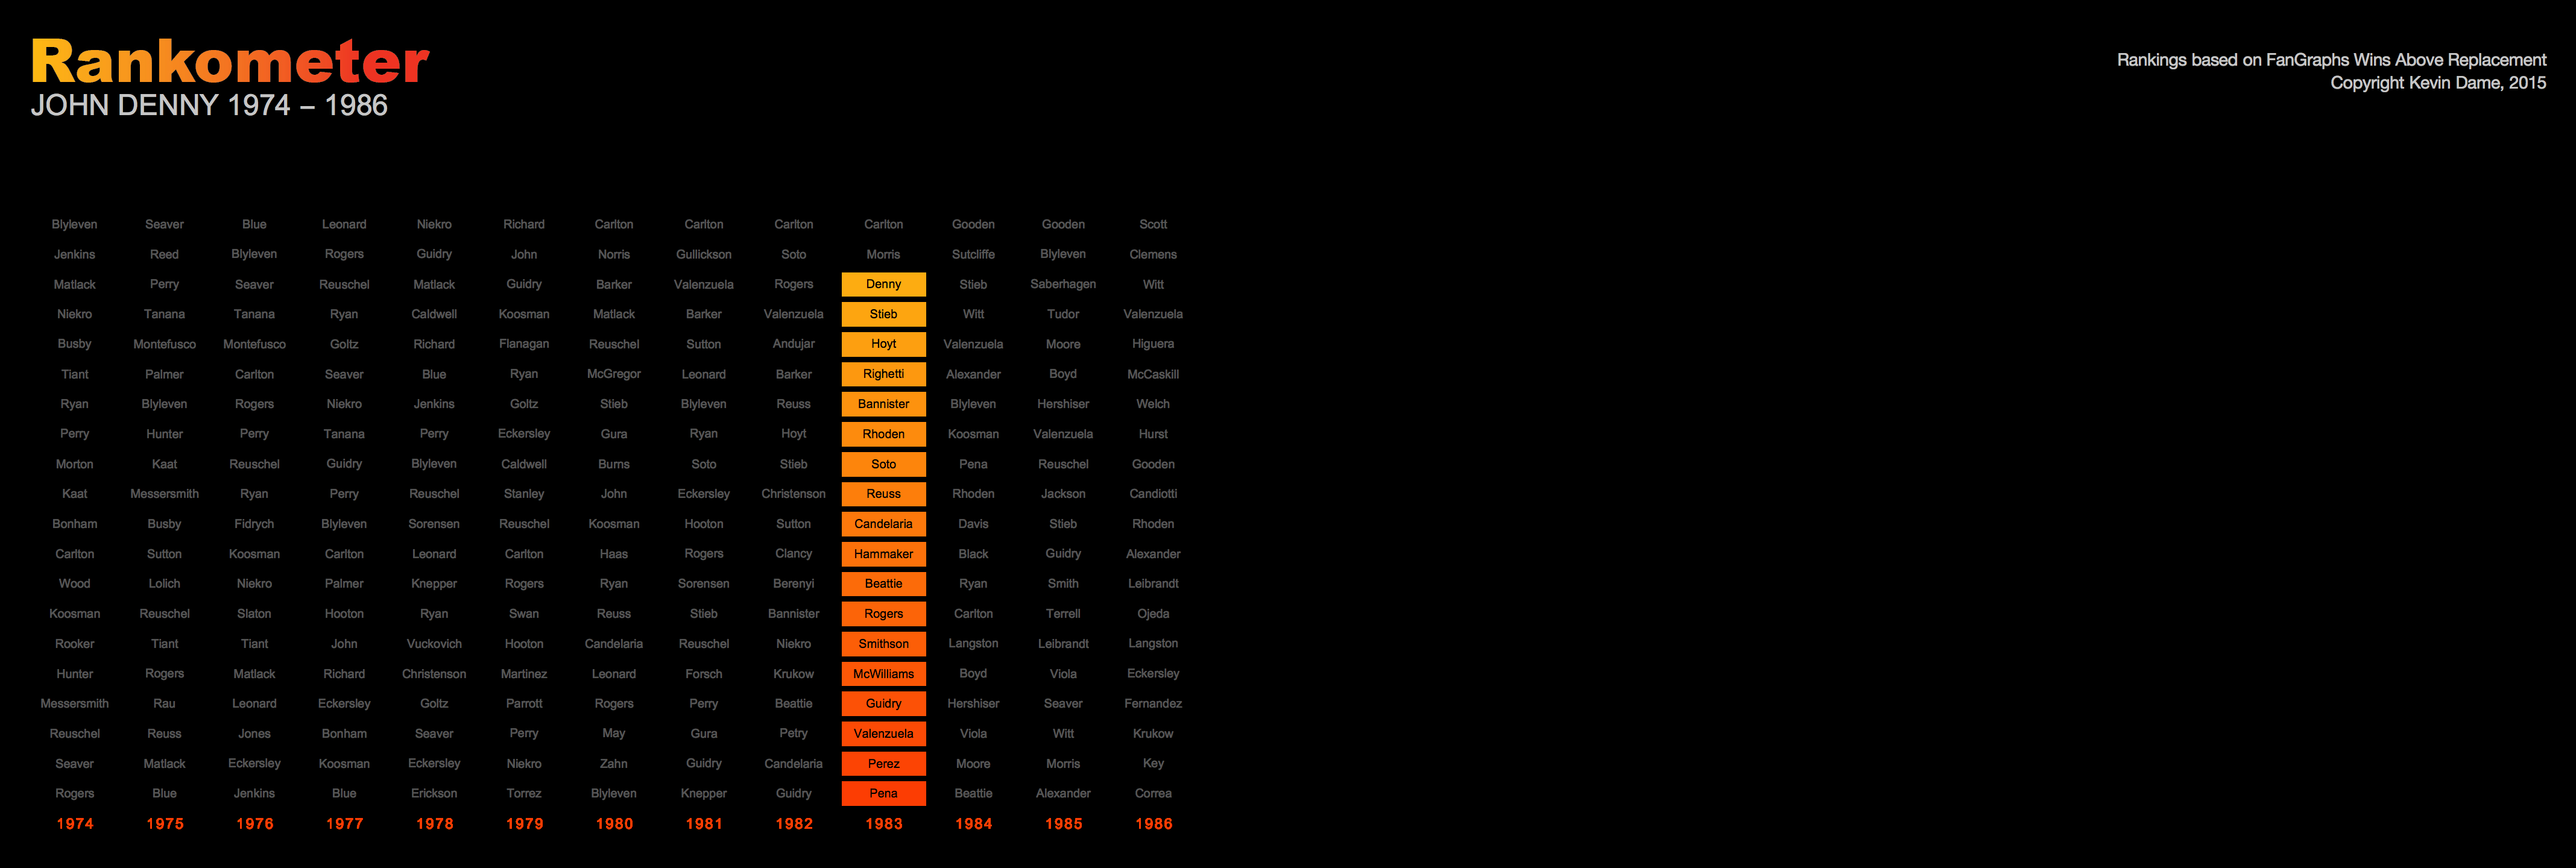 Rankometer
JOHN DENNY 1974 – 1986
Rankings based on FanGraphs Wins Above Replacement
Copyright Kevin Dame, 2015
Blyleven Seaver Blue Leonard Niekro Richard Carlton Carlton Carlton Carlton Gooden Gooden Scott
Jenkins Reed Blyleven Rogers Guidry John Norris Gullickson Soto Morris Sutcliffe Blyleven Clemens
Matlack Perry Seaver Reuschel Matlack Guidry Barker Valenzuela Rogers Denny Stieb Saberhagen Witt
Niekro Tanana Tanana Ryan Caldwell Koosman Matlack Barker Valenzuela Stieb Witt Tudor Valenzuela
Busby Montefusco Montefusco Goltz Richard Flanagan Reuschel Sutton Andujar Hoyt Valenzuela Moore Higuera
Tiant Palmer Carlton Seaver Blue Ryan McGregor Leonard Barker Righetti Alexander Boyd McCaskill
Ryan Blyleven Rogers Niekro Jenkins Goltz Stieb Blyleven Reuss Bannister Blyleven Hershiser Welch
Perry Hunter Perry Tanana Perry Eckersley Gura Ryan Hoyt Rhoden Koosman Valenzuela Hurst
Morton Kaat Reuschel Guidry Blyleven Caldwell Burns Soto Stieb Soto Pena Reuschel Gooden
Kaat Messersmith Ryan Perry Reuschel Stanley John Eckersley Christenson Reuss Rhoden Jackson Candiotti
Bonham Busby Fidrych Blyleven Sorensen Reuschel Koosman Hooton Sutton Candelaria Davis Stieb Rhoden
Carlton Sutton Koosman Carlton Leonard Carlton Haas Rogers Clancy Hammaker Black Guidry Alexander
Wood Lolich Niekro Palmer Knepper Rogers Ryan Sorensen Berenyi Beattie Ryan Smith Leibrandt
Koosman Reuschel Slaton Hooton Ryan Swan Reuss Stieb Bannister Rogers Carlton Terrell Ojeda
Rooker Tiant Tiant John Vuckovich Hooton Candelaria Reuschel Niekro Smithson Langston Leibrandt Langston
Hunter Rogers Matlack Richard Christenson Martinez Leonard Forsch Krukow McWilliams Boyd Viola Eckersley
Messersmith Rau Leonard Eckersley Goltz Parrott Rogers Perry Beattie Guidry Hershiser Seaver Fernandez
Reuschel Reuss Jones Bonham Seaver Perry May Gura Petry Valenzuela Viola Witt Krukow
Seaver Matlack Eckersley Koosman Eckersley Niekro Zahn Guidry Candelaria Perez Moore Morris Key
Rogers Blue Jenkins Blue Erickson Torrez Blyleven Knepper Guidry Pena Beattie Alexander Correa
1974 1975 1976 1977 1978 1979 1980 1981 1982 1983 1984 1985 1986